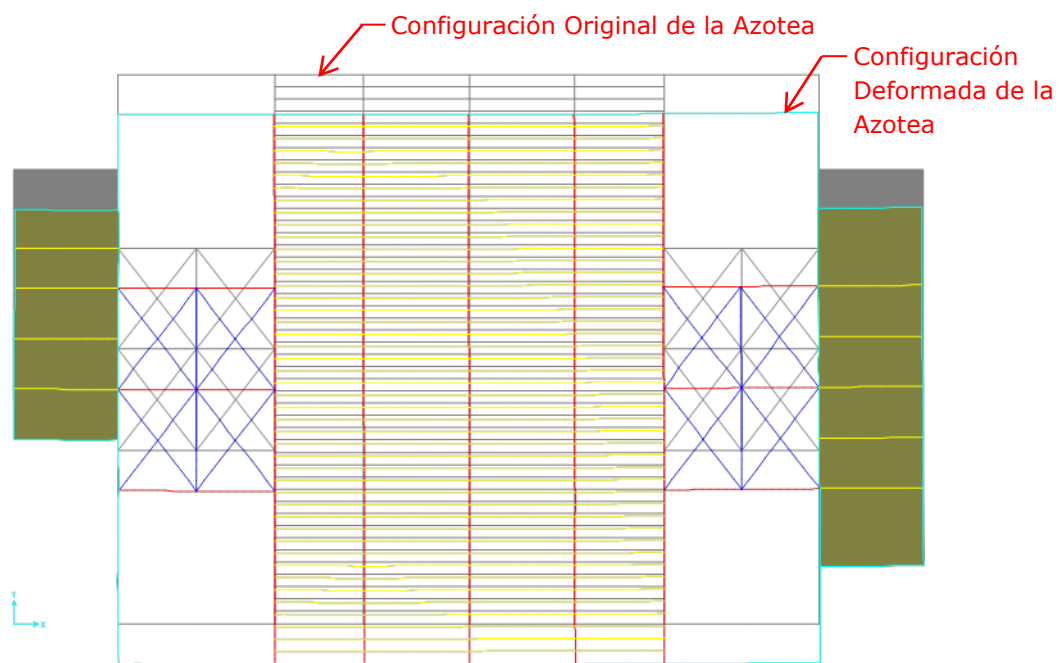 Configuración Original de la Azotea
Configuración
Deformada de la
Azotea
Y
X